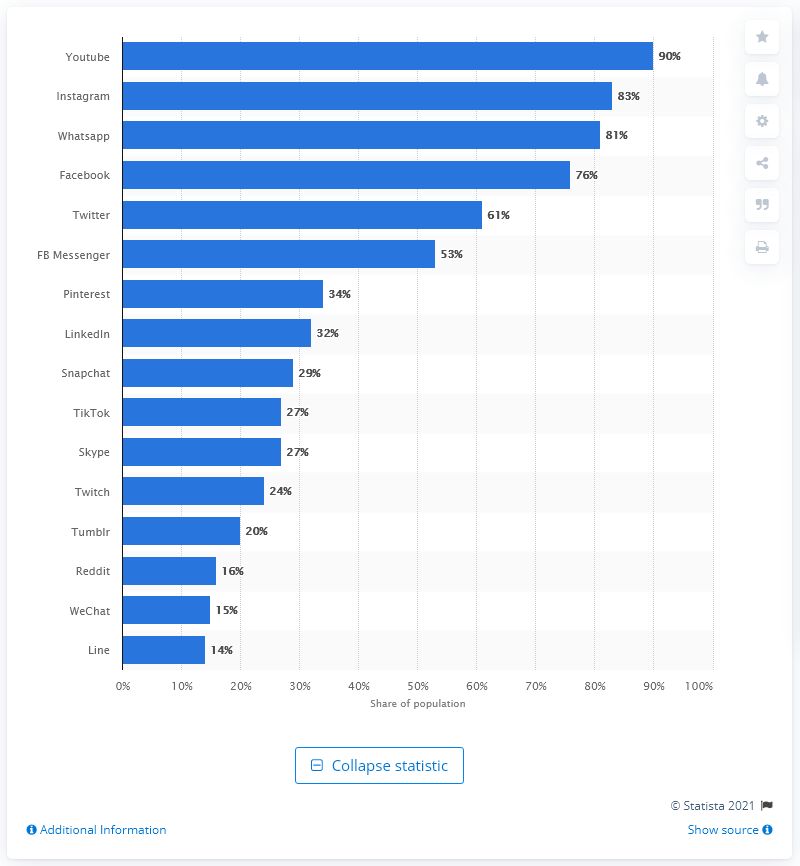 Youtube 90%
Instagram 83%
Whatsapp 81%
Facebook 76%
Twitter 61%
FB Messenger 53%
Pinterest 34%
LinkedIn 32%
Snapchat 29%
TikTok 27%
Skype 27%
Twitch 24%
Tumblr 20%
Reddit 16%
WeChat 15%
Line 14%
0% 10% 20% 30% 40% 50% 60% 70% 80% 90% 100%
Share of population
Collapse statistic
© Statista 2021
Additional Information Show source